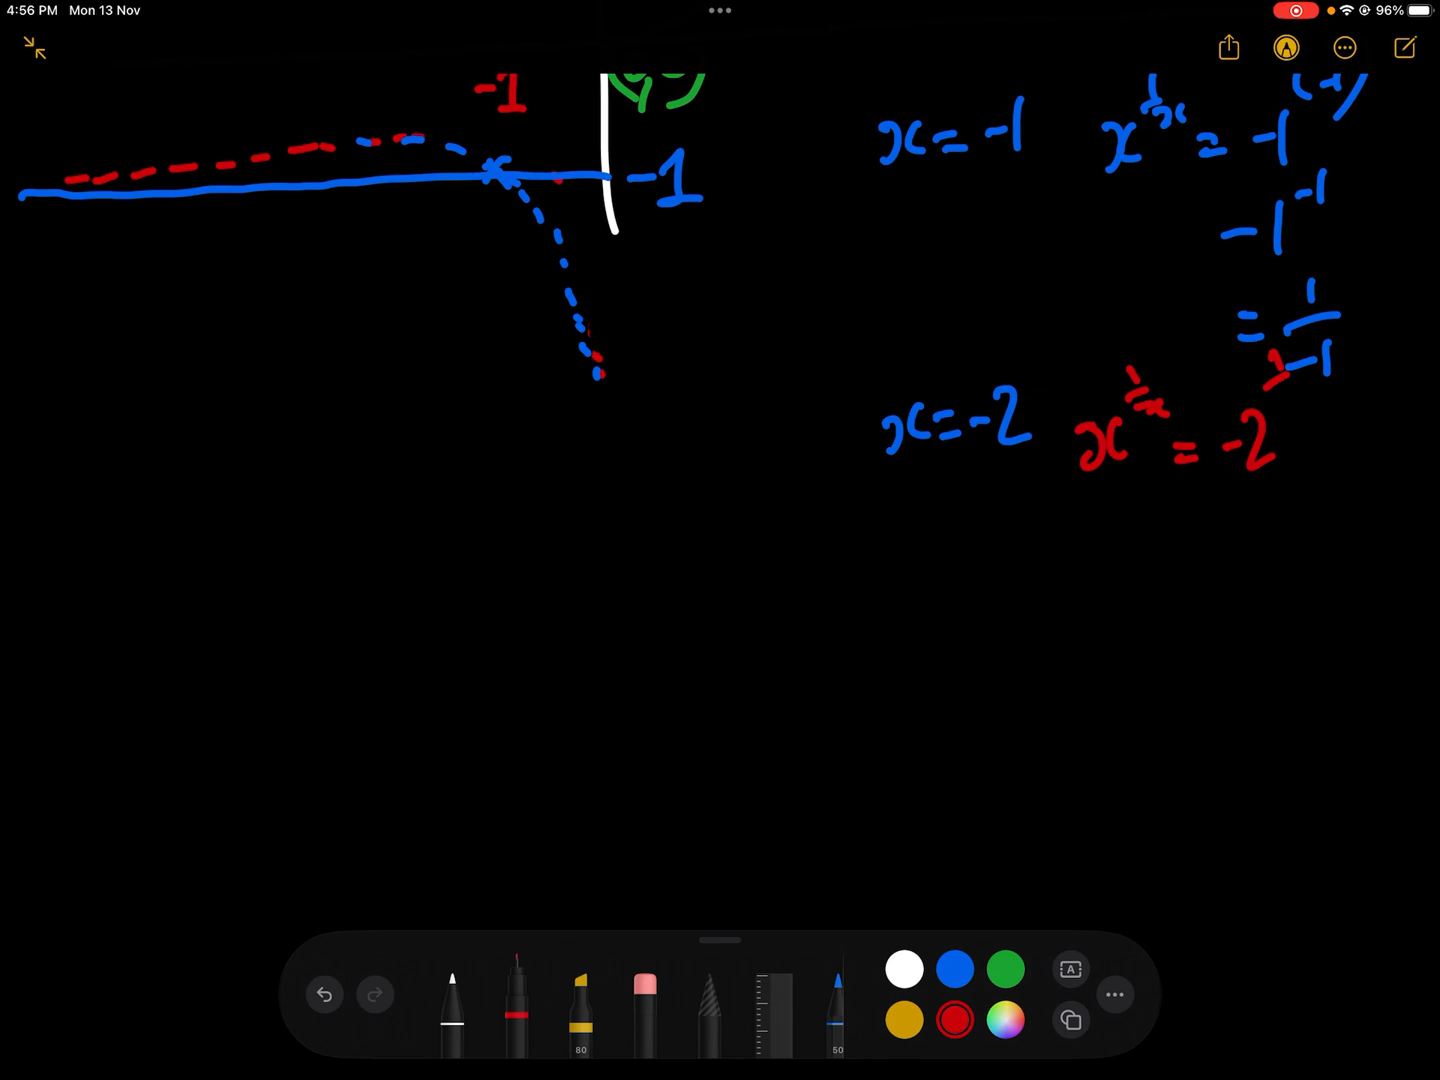 4:56 PM Mon 13 Nov
96%
-1
-1
x = -1
x^(1/x) = -1^(-1)
-1^(-1)
= 1/-1
x = -2
x^(1/x) = -2
80
50
A